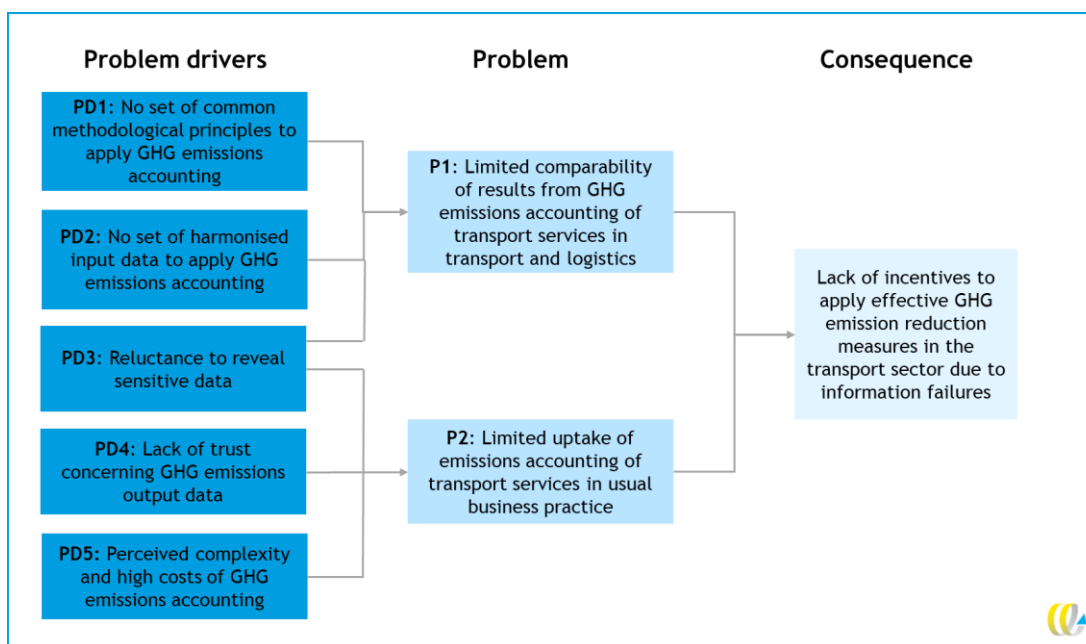 Problem drivers
Problem
Consequence
PD1: No set of common
methodological principles to
apply GHG emissions
accounting
PD2: No set of harmonised
input data to apply GHG
emissions accounting
PD3: Reluctance to reveal
sensitive data
PD4: Lack of trust
concerning GHG emissions
output data
PD5: Perceived complexity
and high costs of GHG
emissions accounting
P1: Limited comparability
of results from GHG
emissions accounting of
transport services in
transport and logistics
P2: Limited uptake of
emissions accounting of
transport services in usual
business practice
Lack of incentives to
apply effective GHG
emission reduction
measures in the
transport sector due to
information failures